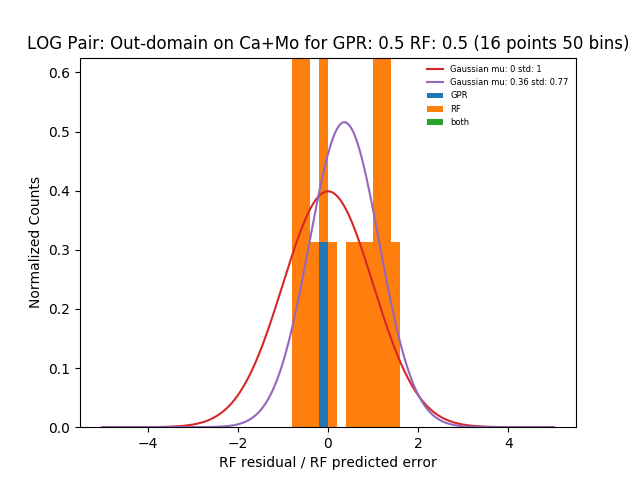 LOG Pair: Out-domain on Ca+Mo for GPR: 0.5 RF: 0.5 (16 points 50 bins)
Gaussian mu: 0 std: 1
Gaussian mu: 0.36 std: 0.77
GPR
RF
both
Normalized Counts
0.6
0.5
0.4
0.3
0.2
0.1
0.0
−4
−2
0
2
4
RF residual / RF predicted error